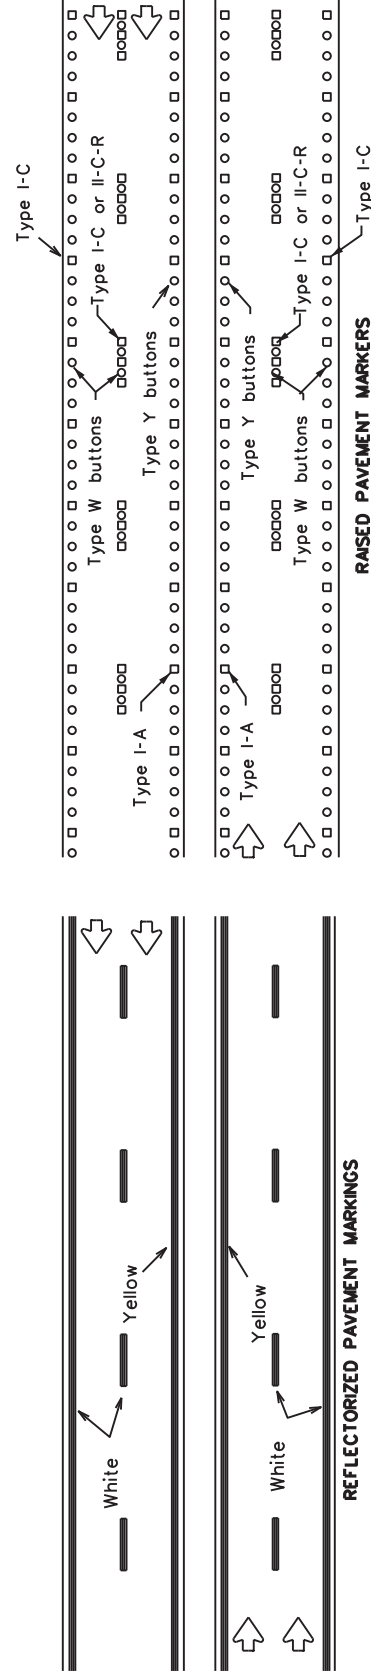 Type I-C
Type I-C or II-C-R
Type W buttons
Type Y buttons
Type I-A
Type Y buttons
Type I-C or II-C-R
Type W buttons
Type I-A
Type I-C
RAISED PAVEMENT MARKERS
White
Yellow
Yellow
White
REFLECTORIZED PAVEMENT MARKINGS